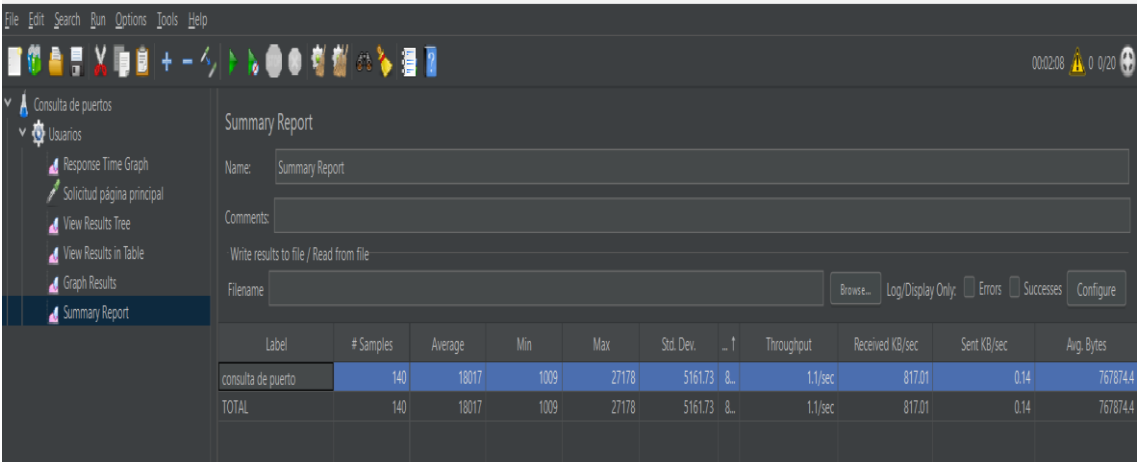 File Edit Search Run Options Tools Help
00:02:08 0 0/20
Consulta de puertos
Usuarios
Response Time Graph
Solicitud página principal
View Results Tree
View Results in Table
Graph Results
Summary Report
Summary Report
Name: Summary Report
Comments:
Write results to file / Read from file
Filename Browse... Log/Display Only: Errors Successes Configure
Label # Samples Average Min Max Std. Dev. ... ↑ Throughput Received KB/sec Sent KB/sec Avg. Bytes
consulta de puerto 140 18017 1009 27178 5161.73 8... 1.1/sec 817.01 0.14 767874.4
TOTAL 140 18017 1009 27178 5161.73 8... 1.1/sec 817.01 0.14 767874.4